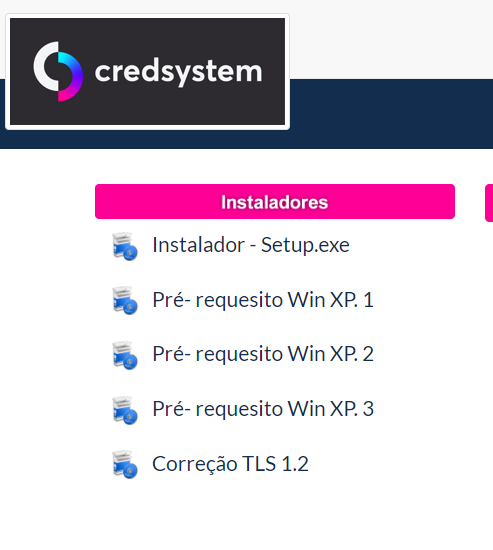 credsystem
Instaladores
Instalador - Setup.exe
Pré- requesito Win XP. 1
Pré- requesito Win XP. 2
Pré- requesito Win XP. 3
Correção TLS 1.2